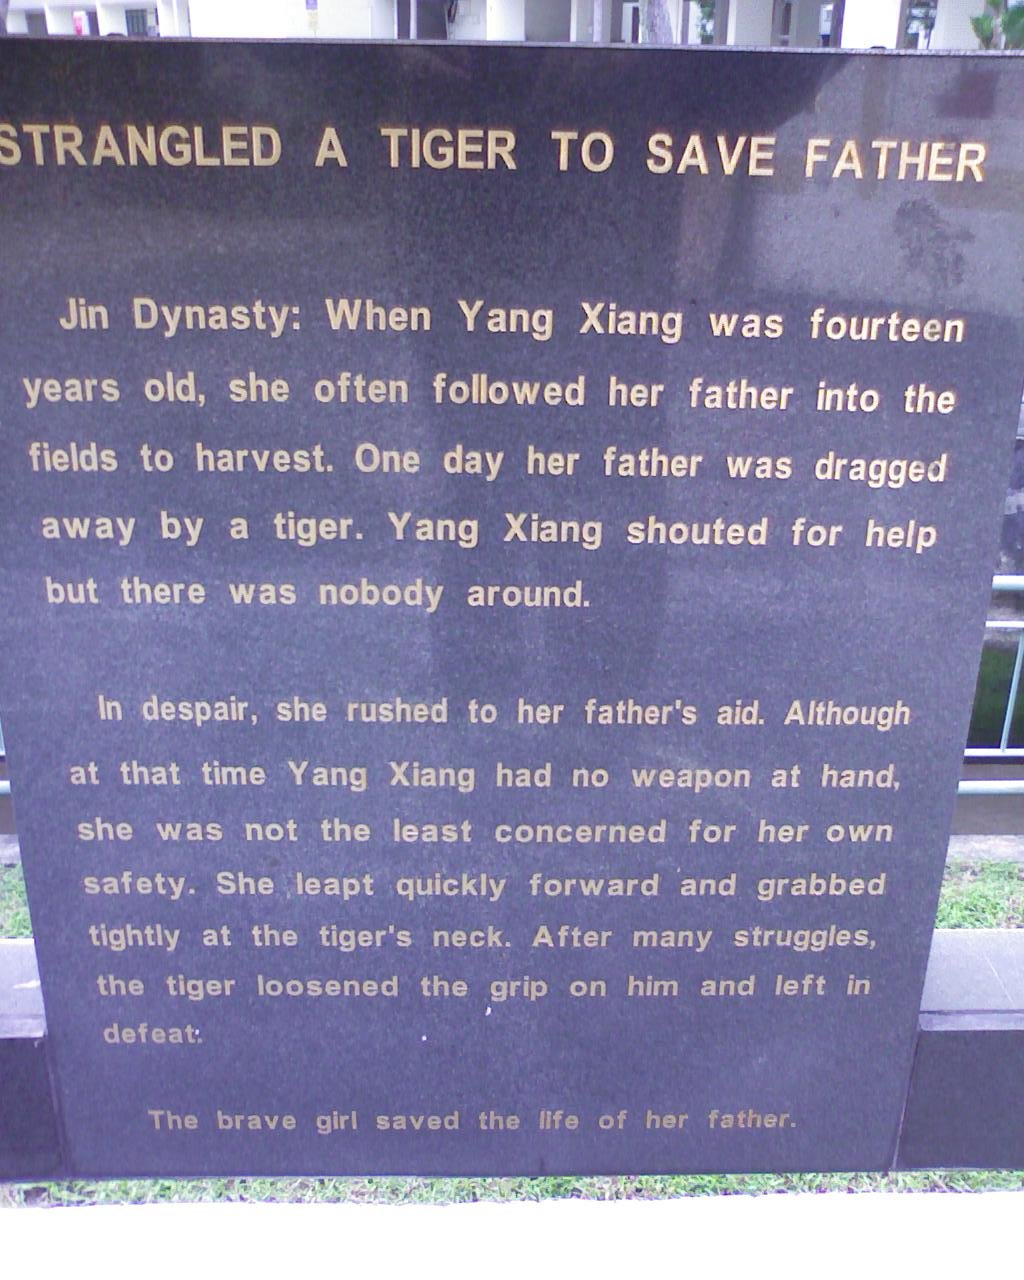 STRANGLED A TIGER TO SAVE FATHER
Jin Dynasty: When Yang Xiang was fourteen
years old, she often followed her father into the
fields to harvest. One day her father was dragged
away by a tiger. Yang Xiang shouted for help
but there was nobody around.
In despair, she rushed to her father's aid. Although
at that time Yang Xiang had no weapon at hand,
she was not the least concerned for her own
safety. She leapt quickly forward and grabbed
tightly at the tiger's neck. After many struggles,
the tiger loosened the grip on him and left in
defeat.
The brave girl saved the life of her father.